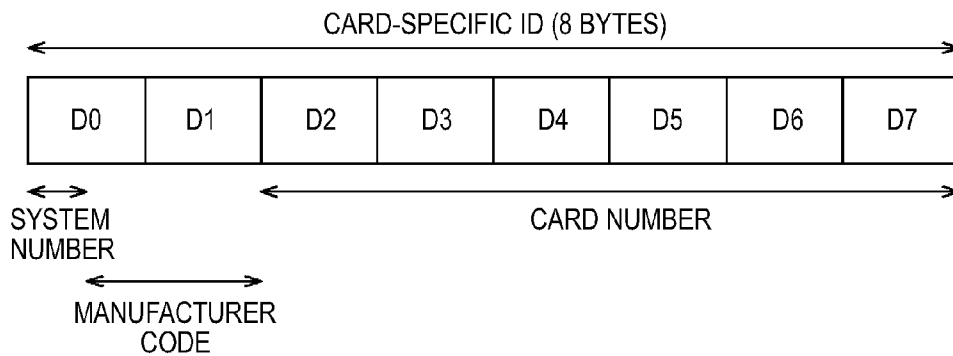 CARD-SPECIFIC ID (8 BYTES)
D0 D1 D2 D3 D4 D5 D6 D7
SYSTEM
NUMBER
CARD NUMBER
MANUFACTURER
CODE